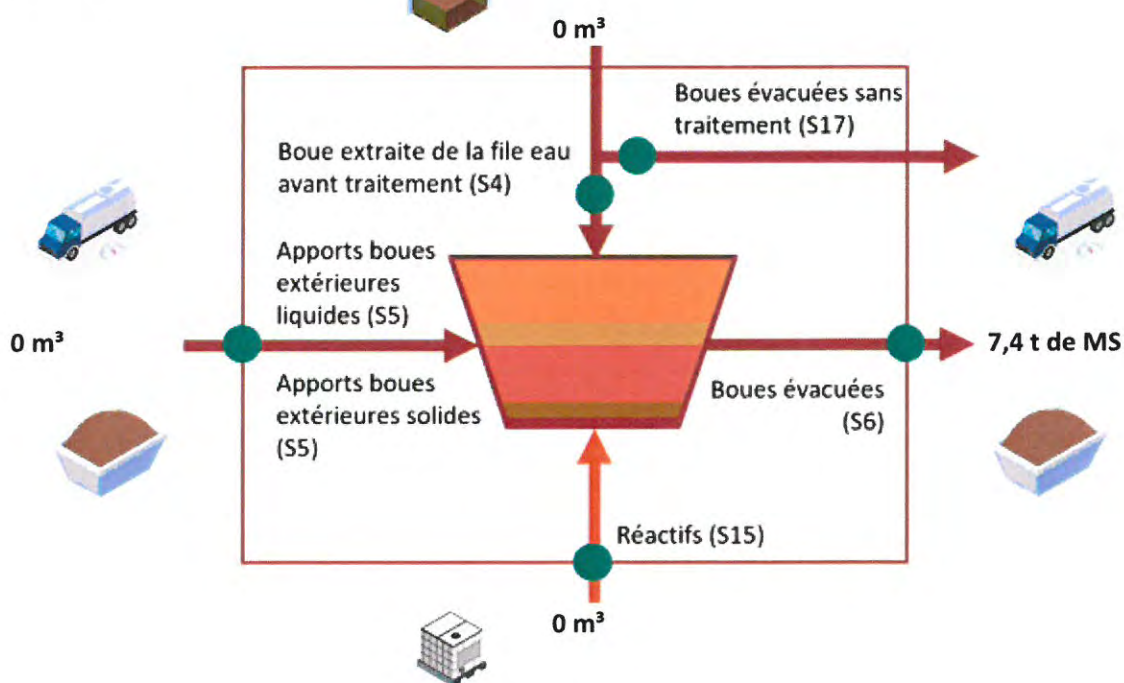 0 m³
Boues évacuées sans
traitement (S17)
Boue extraite de la file eau
avant traitement (S4)
Apports boues
extérieures
liquides (S5)
0 m³
7,4 t de MS
Apports boues
extérieures solides
(S5)
Boues évacuées
(S6)
Réactifs (S15)
0 m³